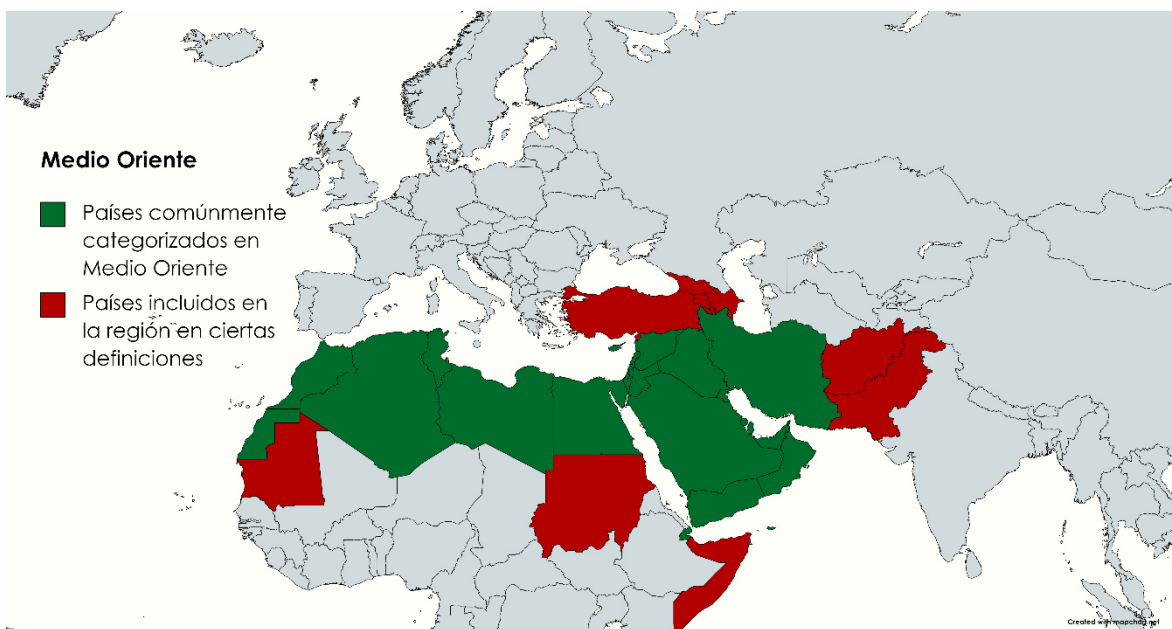 Medio Oriente
Países comúnmente
categorizados en
Medio Oriente
Países incluidos en
la región en ciertas
definiciones
Created with mapchart.net